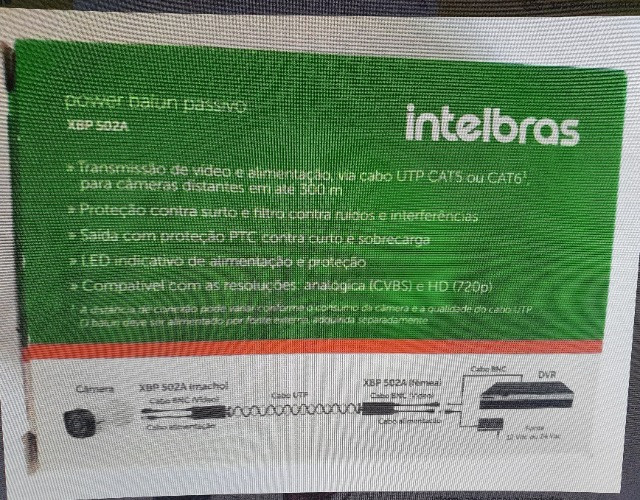 power balun passivo
XBP 502A
intelbras
» Transmissão de vídeo e alimentação, via cabo UTP CAT5 ou CAT6¹,
para câmeras distantes em até 300 m
» Proteção contra surto e filtro contra ruídos e interferências
» Saída com proteção PTC contra curto e sobrecarga
» LED indicativo de alimentação e proteção
» Compatível com as resoluções: analógica (CVBS) e HD (720p)
¹ A distância de conexão pode variar conforme o consumo da câmera e a qualidade do cabo UTP.
O balun deve ser alimentado por fonte externa, adquirida separadamente.
Câmera
XBP 502A (macho)
Cabo BNC (Vídeo)
Cabo alimentação
Cabo UTP
XBP 502A (fêmea)
Cabo BNC (Vídeo)
Cabo alimentação
Cabo BNC
DVR
Fonte
12 Vdc ou 24 Vac